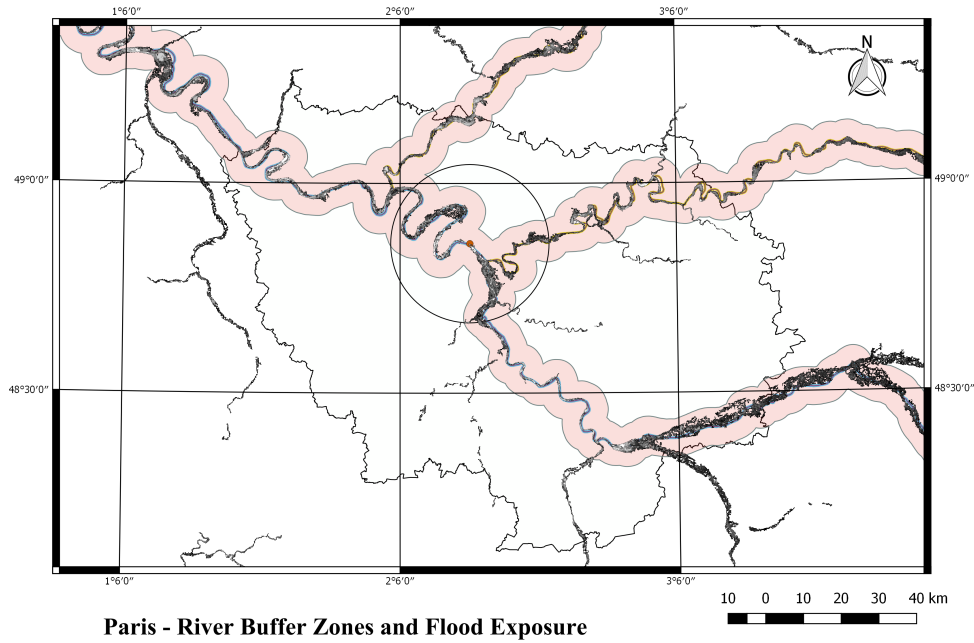 1°6'0'' 2°6'0'' 3°6'0''
N
49°0'0'' 49°0'0''
48°30'0'' 48°30'0''
1°6'0'' 2°6'0'' 3°6'0''
10 0 10 20 30 40 km
Paris - River Buffer Zones and Flood Exposure